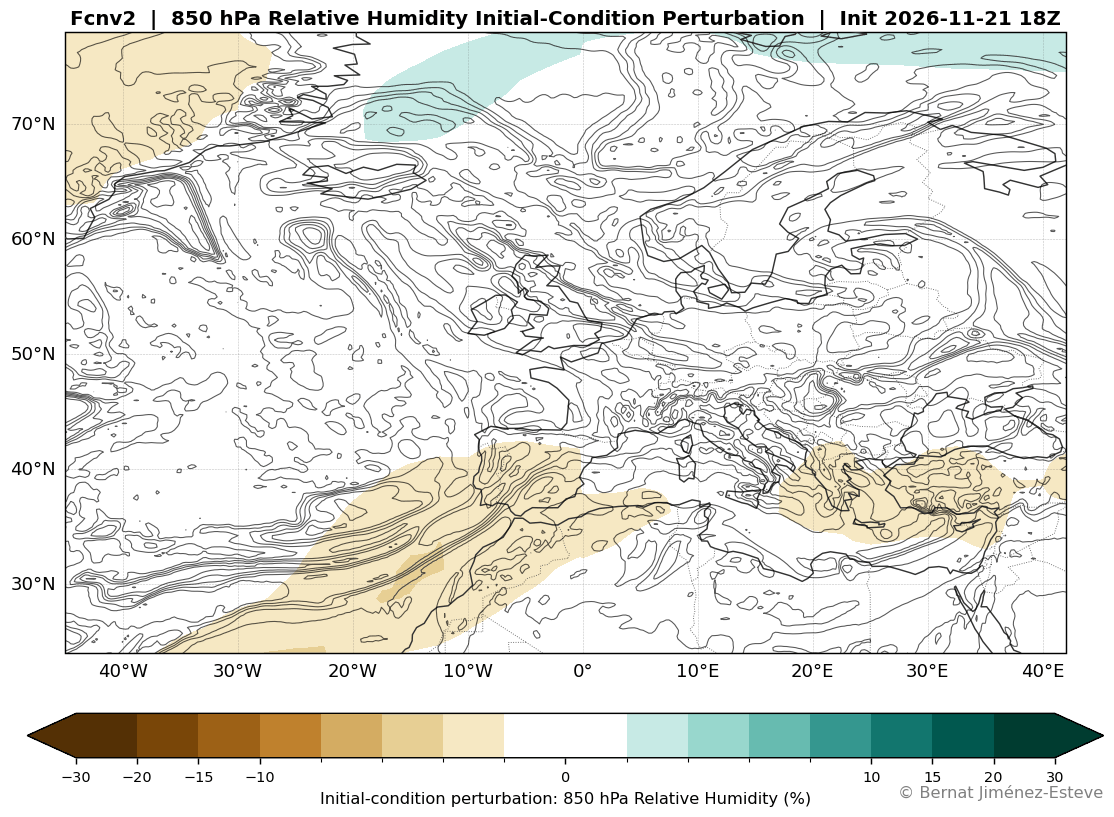 Fcnv2 | 850 hPa Relative Humidity Initial-Condition Perturbation | Init 2026-11-21 18Z
70°N
60°N
50°N
40°N
30°N
40°W 30°W 20°W 10°W 0° 10°E 20°E 30°E 40°E
−30 −20 −15 −10 0 10 15 20 30
Initial-condition perturbation: 850 hPa Relative Humidity (%)
© Bernat Jiménez-Esteve